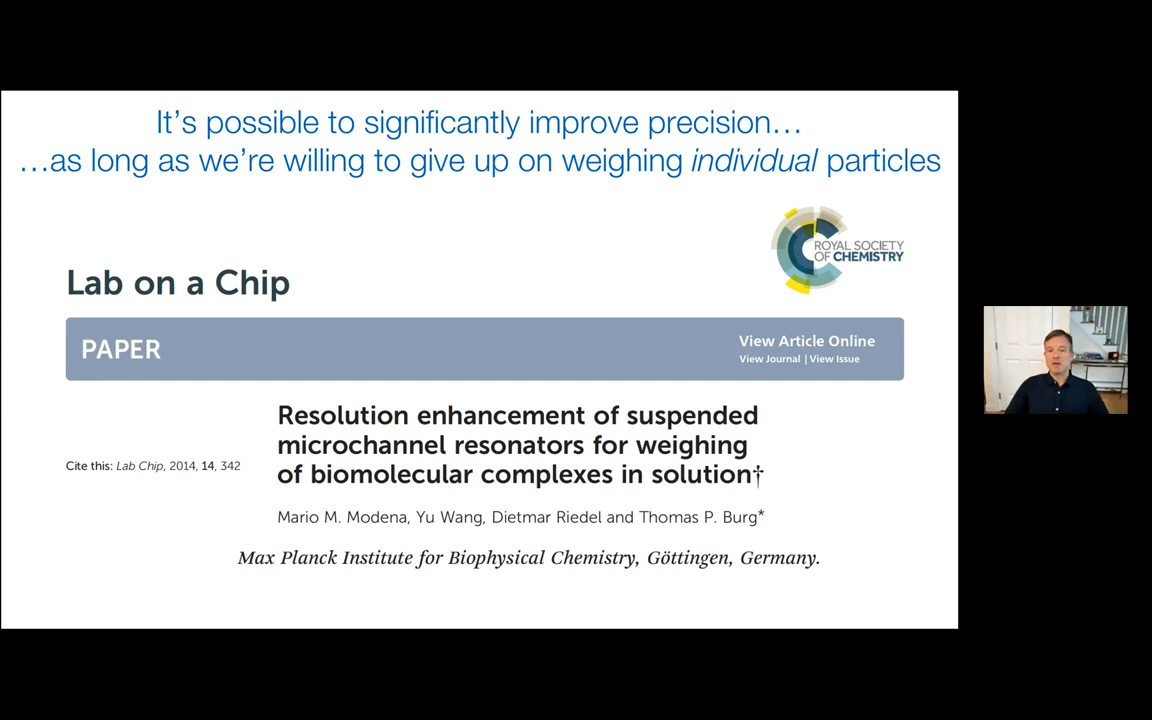 It's possible to significantly improve precision…
…as long as we're willing to give up on weighing individual particles
ROYAL SOCIETY
OF CHEMISTRY
Lab on a Chip
PAPER
View Article Online
View Journal | View Issue
Resolution enhancement of suspended
microchannel resonators for weighing
of biomolecular complexes in solution†
Cite this: Lab Chip, 2014, 14, 342
Mario M. Modena, Yu Wang, Dietmar Riedel and Thomas P. Burg*
Max Planck Institute for Biophysical Chemistry, Göttingen, Germany.